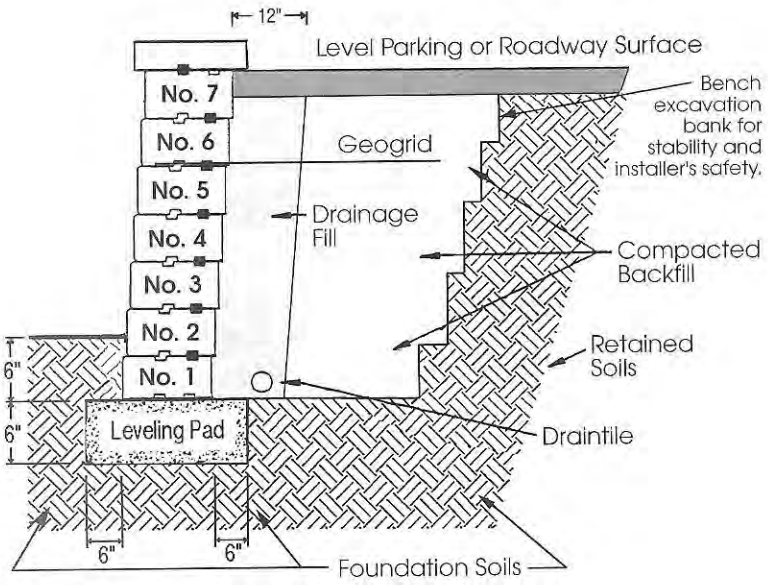 12"
Level Parking or Roadway Surface
No. 7
Bench
excavation
bank for
stability and
installer's safety.
No. 6
Geogrid
No. 5
Drainage
Fill
No. 4
Compacted
Backfill
No. 3
No. 2
Retained
Soils
6"
No. 1
6"
Leveling Pad
Draintile
6"
6"
Foundation Soils